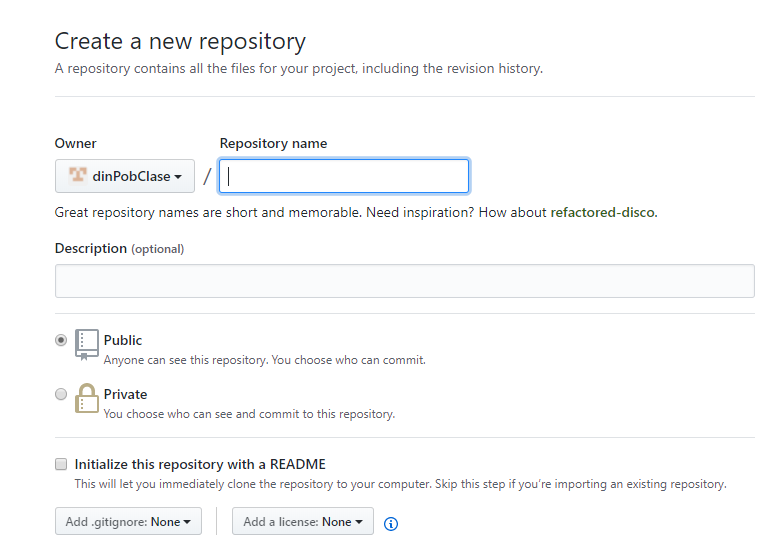 Create a new repository
A repository contains all the files for your project, including the revision history.
Owner
Repository name
dinPobClase
/
Great repository names are short and memorable. Need inspiration? How about refactored-disco.
Description (optional)
Public
Anyone can see this repository. You choose who can commit.
Private
You choose who can see and commit to this repository.
Initialize this repository with a README
This will let you immediately clone the repository to your computer. Skip this step if you’re importing an existing repository.
Add .gitignore: None
Add a license: None